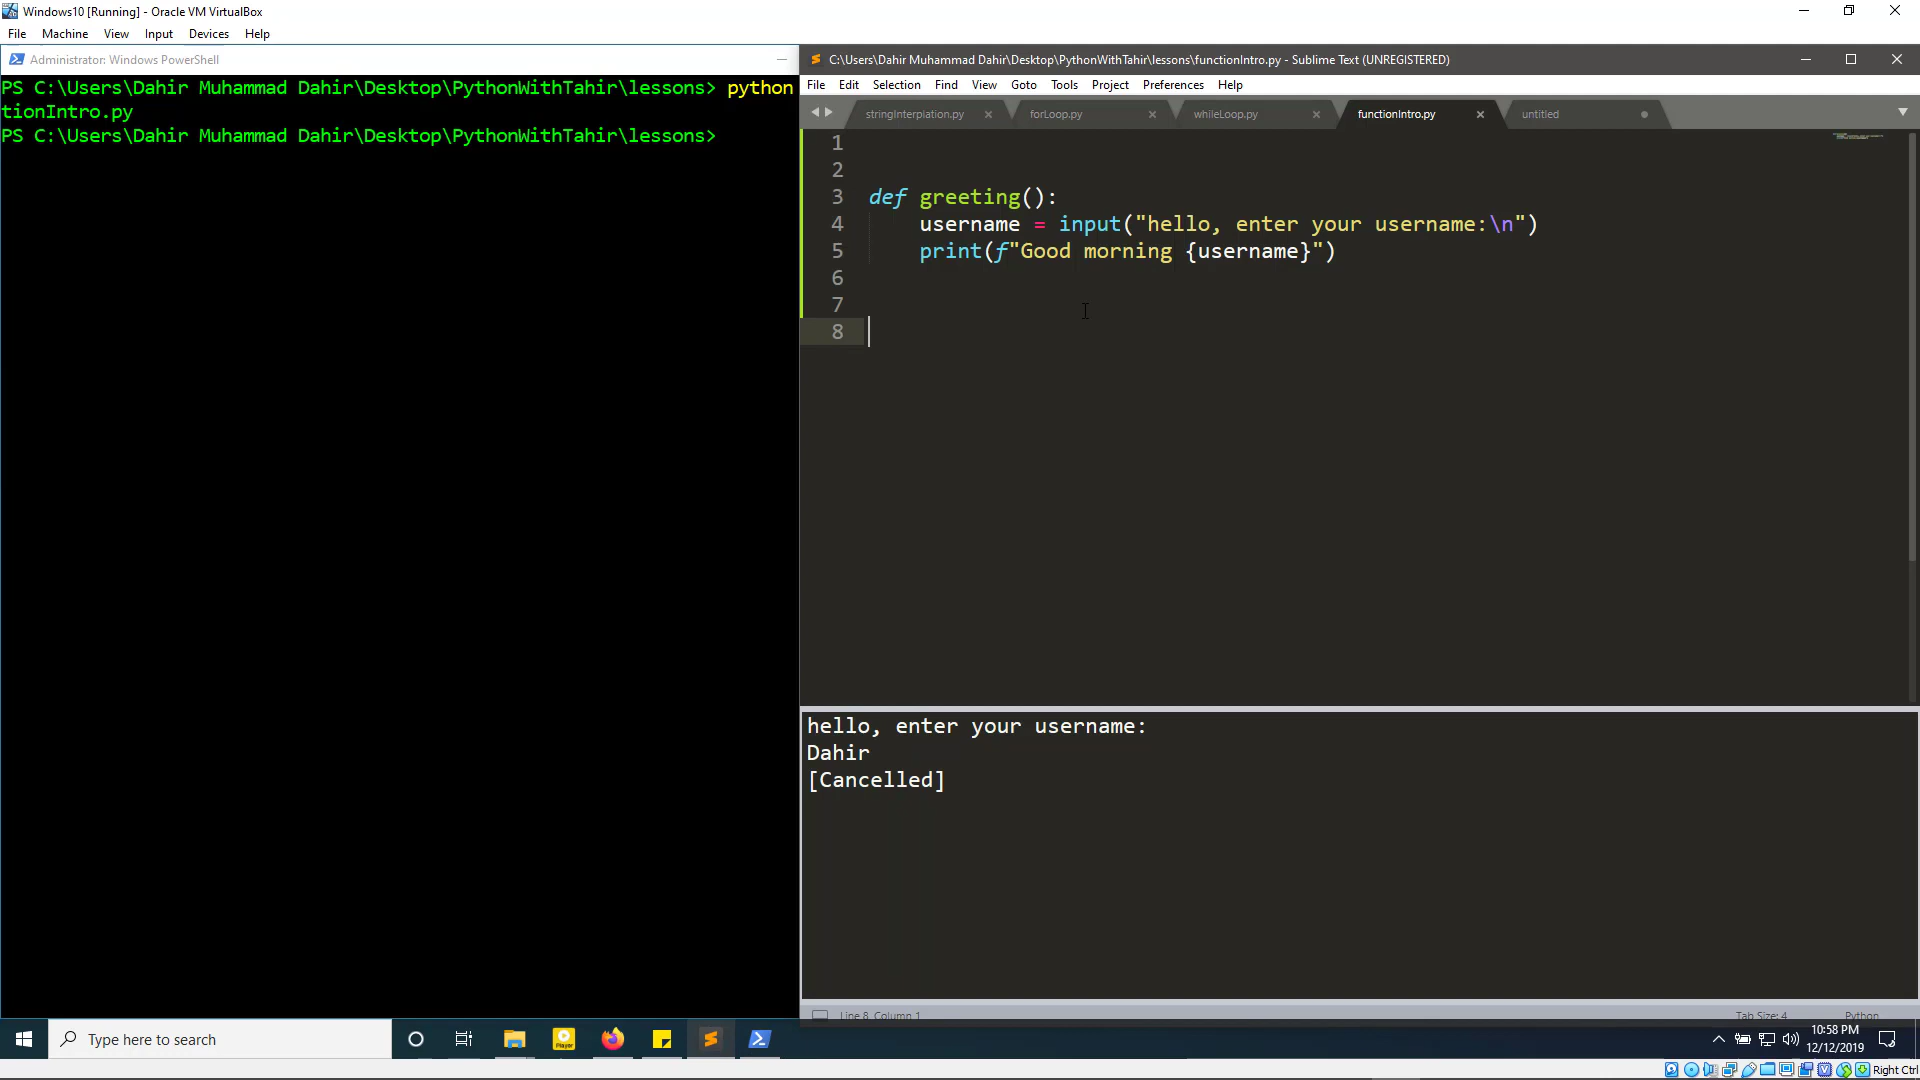 Windows10 [Running] - Oracle VM VirtualBox
File Machine View Input Devices Help
Administrator: Windows PowerShell
PS C:\Users\Dahir Muhammad Dahir\Desktop\PythonWithTahir\lessons> python
tionIntro.py
PS C:\Users\Dahir Muhammad Dahir\Desktop\PythonWithTahir\lessons>
C:\Users\Dahir Muhammad Dahir\Desktop\PythonWithTahir\lessons\functionIntro.py - Sublime Text (UNREGISTERED)
File Edit Selection Find View Goto Tools Project Preferences Help
stringInterplation.py forLoop.py whileLoop.py functionIntro.py untitled
1
2
3 def greeting():
4 username = input("hello, enter your username:\n")
5 print(f"Good morning {username}")
6
7
8
hello, enter your username:
Dahir
[Cancelled]
Line 8, Column 1 Tab Size: 4 Python
Type here to search
Player
10:58 PM
12/12/2019
Right Ctrl